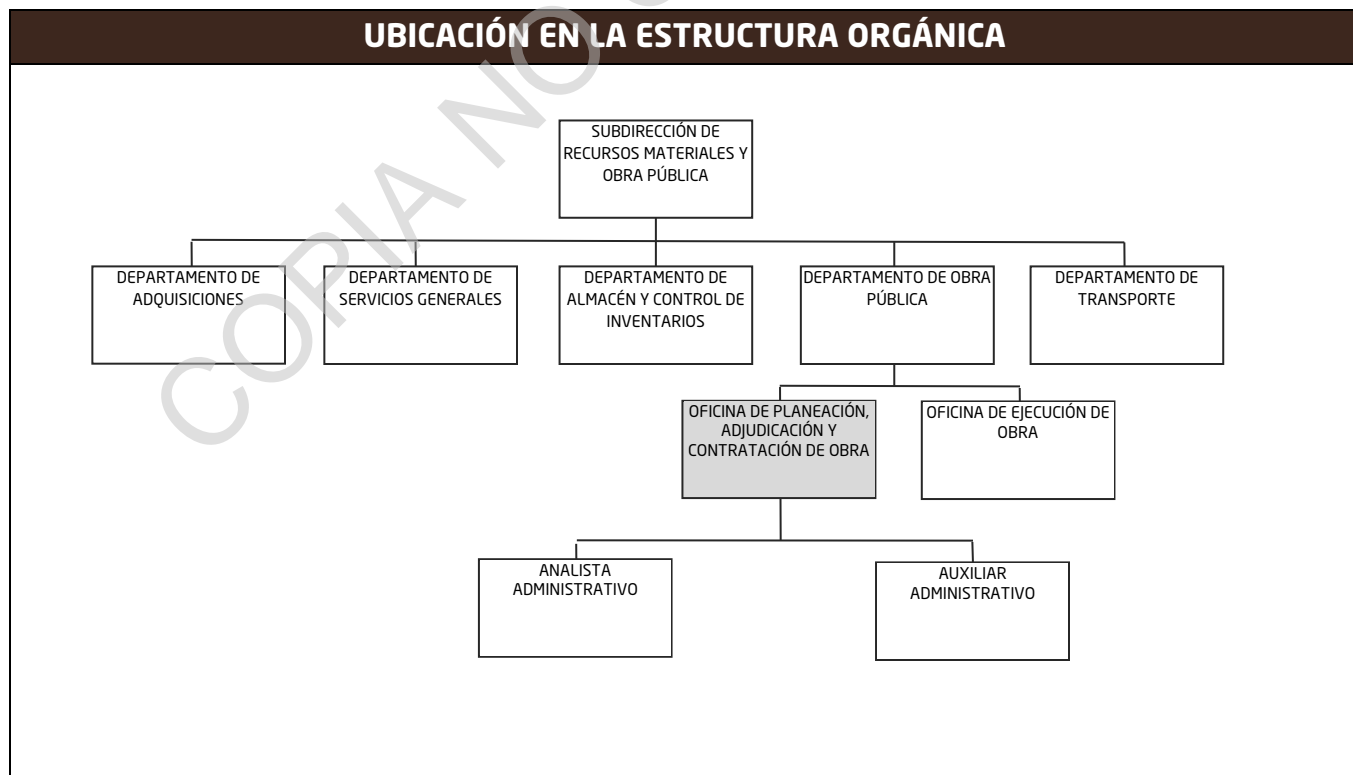 UBICACIÓN EN LA ESTRUCTURA ORGÁNICA
SUBDIRECCIÓN DE
RECURSOS MATERIALES Y
OBRA PÚBLICA
DEPARTAMENTO DE
ADQUISICIONES
DEPARTAMENTO DE
SERVICIOS GENERALES
DEPARTAMENTO DE
ALMACÉN Y CONTROL DE
INVENTARIOS
DEPARTAMENTO DE OBRA
PÚBLICA
DEPARTAMENTO DE
TRANSPORTE
OFICINA DE PLANEACIÓN,
ADJUDICACIÓN Y
CONTRATACIÓN DE OBRA
OFICINA DE EJECUCIÓN DE
OBRA
ANALISTA
ADMINISTRATIVO
AUXILIAR
ADMINISTRATIVO
COPIA NO